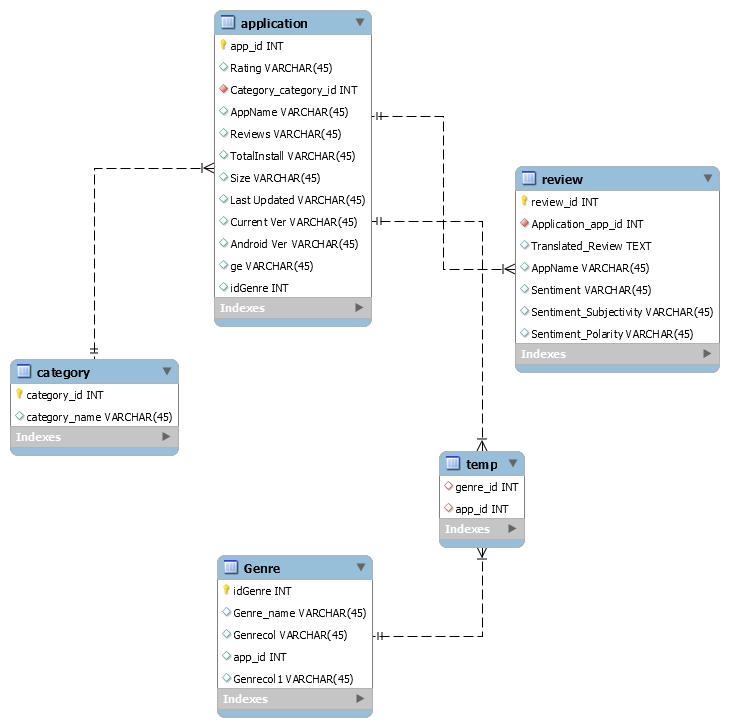 application
app_id INT
Rating VARCHAR(45)
Category_category_id INT
AppName VARCHAR(45)
Reviews VARCHAR(45)
TotalInstall VARCHAR(45)
Size VARCHAR(45)
Last Updated VARCHAR(45)
Current Ver VARCHAR(45)
Android Ver VARCHAR(45)
ge VARCHAR(45)
idGenre INT
Indexes
review
review_id INT
Application_app_id INT
Translated_Review TEXT
AppName VARCHAR(45)
Sentiment VARCHAR(45)
Sentiment_Subjectivity VARCHAR(45)
Sentiment_Polarity VARCHAR(45)
Indexes
category
category_id INT
category_name VARCHAR(45)
Indexes
temp
genre_id INT
app_id INT
Indexes
Genre
idGenre INT
Genre_name VARCHAR(45)
Genrecol VARCHAR(45)
app_id INT
Genrecol1 VARCHAR(45)
Indexes